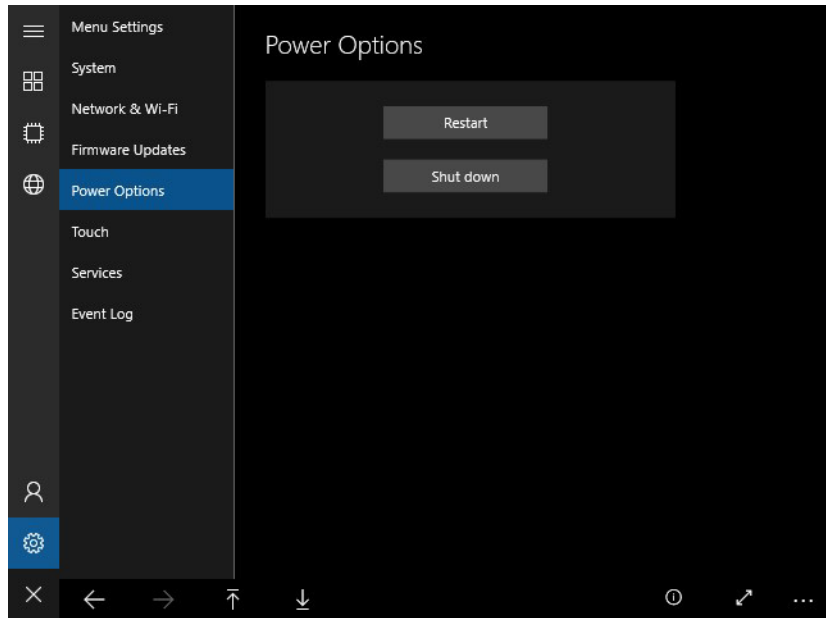 Menu Settings
System
Network & Wi-Fi
Firmware Updates
Power Options
Touch
Services
Event Log
Power Options
Restart
Shut down